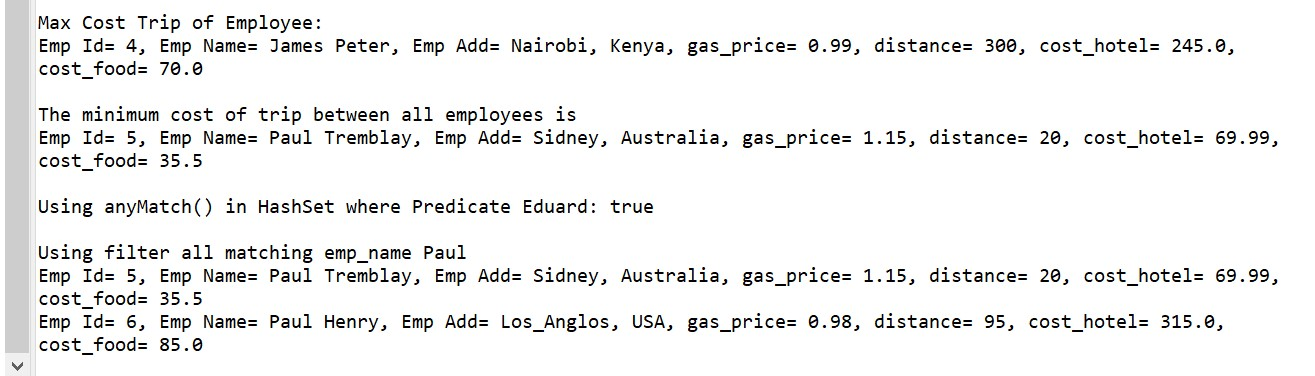 Max Cost Trip of Employee:
Emp Id= 4, Emp Name= James Peter, Emp Add= Nairobi, Kenya, gas_price= 0.99, distance= 300, cost_hotel= 245.0,
cost_food= 70.0
The minimum cost of trip between all employees is
Emp Id= 5, Emp Name= Paul Tremblay, Emp Add= Sidney, Australia, gas_price= 1.15, distance= 20, cost_hotel= 69.99,
cost_food= 35.5
Using anyMatch() in HashSet where Predicate Eduard: true
Using filter all matching emp_name Paul
Emp Id= 5, Emp Name= Paul Tremblay, Emp Add= Sidney, Australia, gas_price= 1.15, distance= 20, cost_hotel= 69.99,
cost_food= 35.5
Emp Id= 6, Emp Name= Paul Henry, Emp Add= Los_Anglos, USA, gas_price= 0.98, distance= 95, cost_hotel= 315.0,
cost_food= 85.0